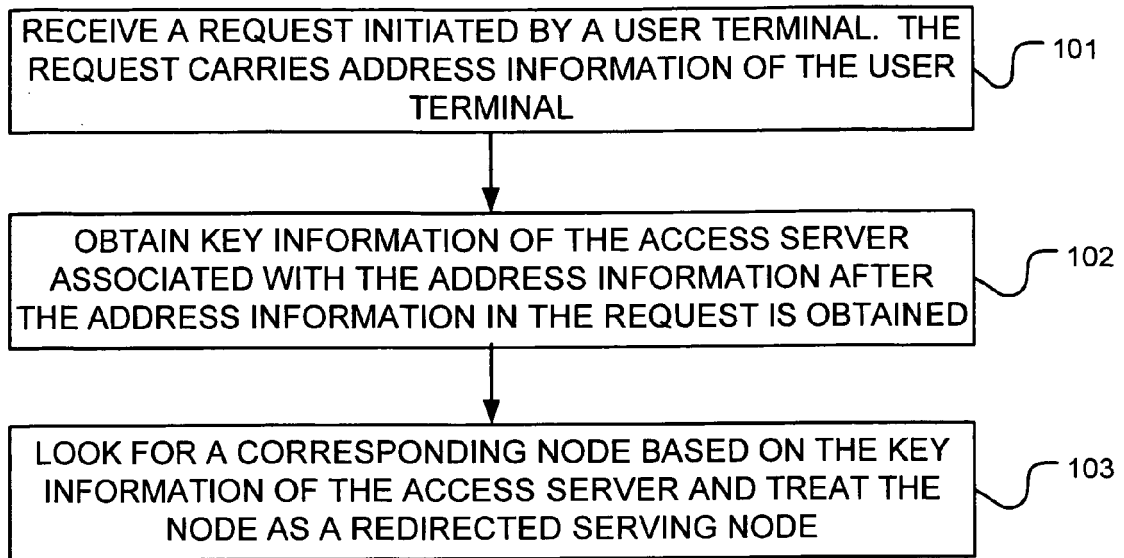 RECEIVE A REQUEST INITIATED BY A USER TERMINAL. THE
REQUEST CARRIES ADDRESS INFORMATION OF THE USER
TERMINAL
101
OBTAIN KEY INFORMATION OF THE ACCESS SERVER
ASSOCIATED WITH THE ADDRESS INFORMATION AFTER
THE ADDRESS INFORMATION IN THE REQUEST IS OBTAINED
102
LOOK FOR A CORRESPONDING NODE BASED ON THE KEY
INFORMATION OF THE ACCESS SERVER AND TREAT THE
NODE AS A REDIRECTED SERVING NODE
103